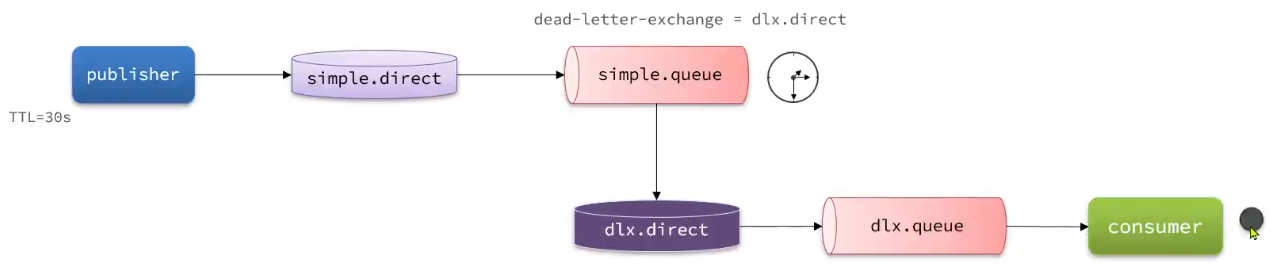 dead-letter-exchange = dlx.direct
publisher
simple.direct
simple.queue
TTL=30s
dlx.direct
dlx.queue
consumer